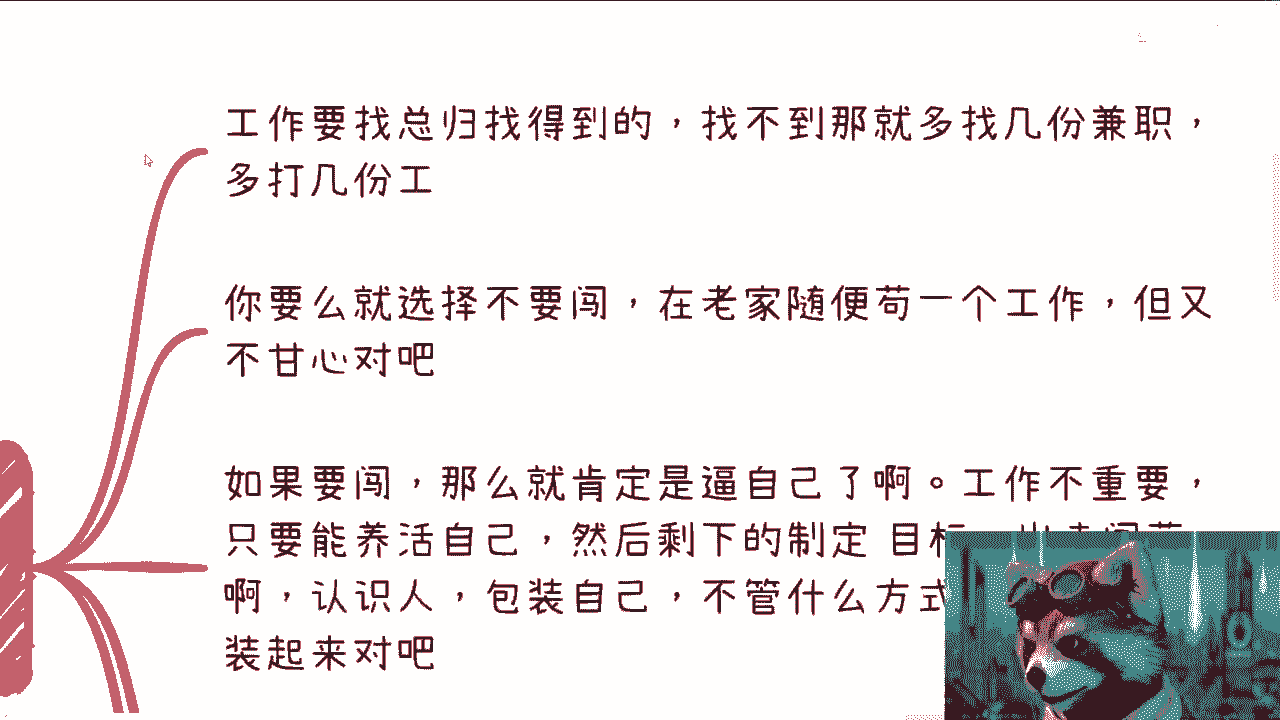 工作要找总归找得到的，找不到那就多找几份兼职，
多打几份工
你要么就选择不要闯，在老家随便苟一个工作，但又
不甘心对吧
如果要闯，那么就肯定是逼自己了啊。工作不重要，
只要能养活自己，然后剩下的制定 目标
啊，认识人，包装自己，不管什么方式
装起来对吧